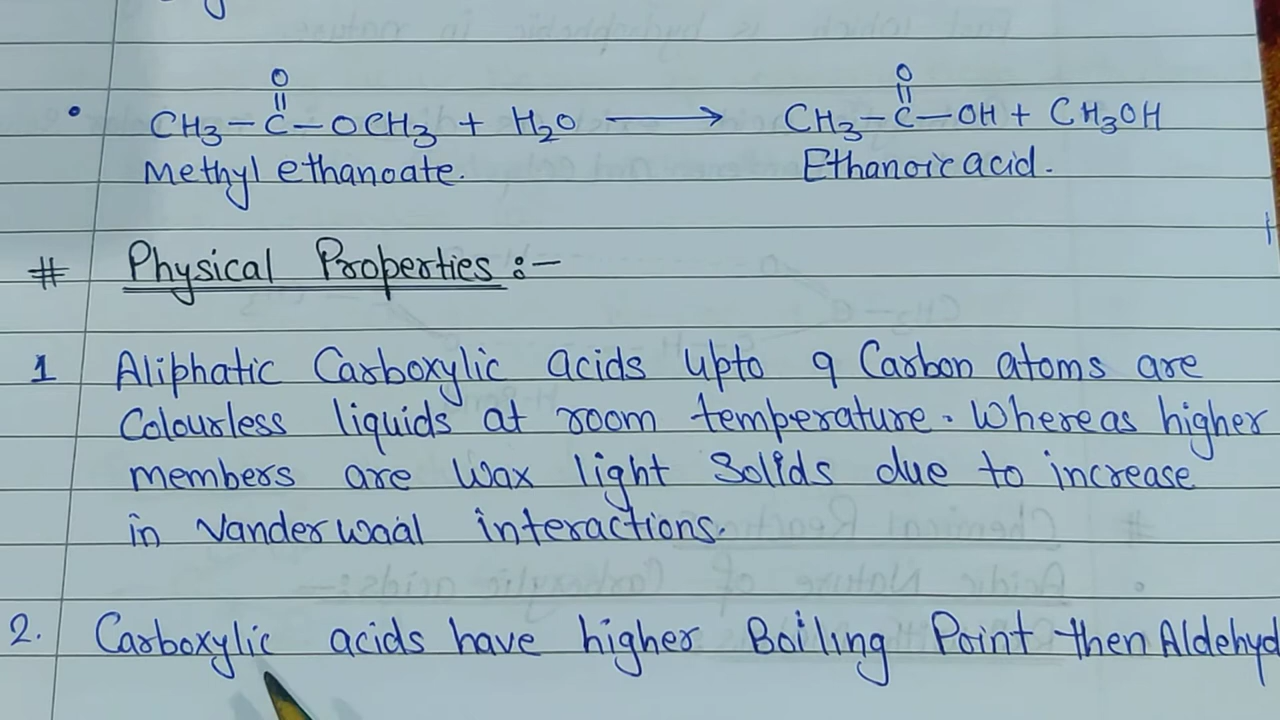 O
||
• CH3 – C – OCH3 + H2O ⟶ CH3 – C – OH + CH3OH
Methyl ethanoate. Ethanoic acid.
# Physical Properties :–
1 Aliphatic Carboxylic acids upto 9 Carbon atoms are
Colourless liquids at room temperature. Whereas higher
members are wax light Solids due to increase
in Vanderwaal interactions.
2. Carboxylic acids have higher Boiling Point then Aldehyd